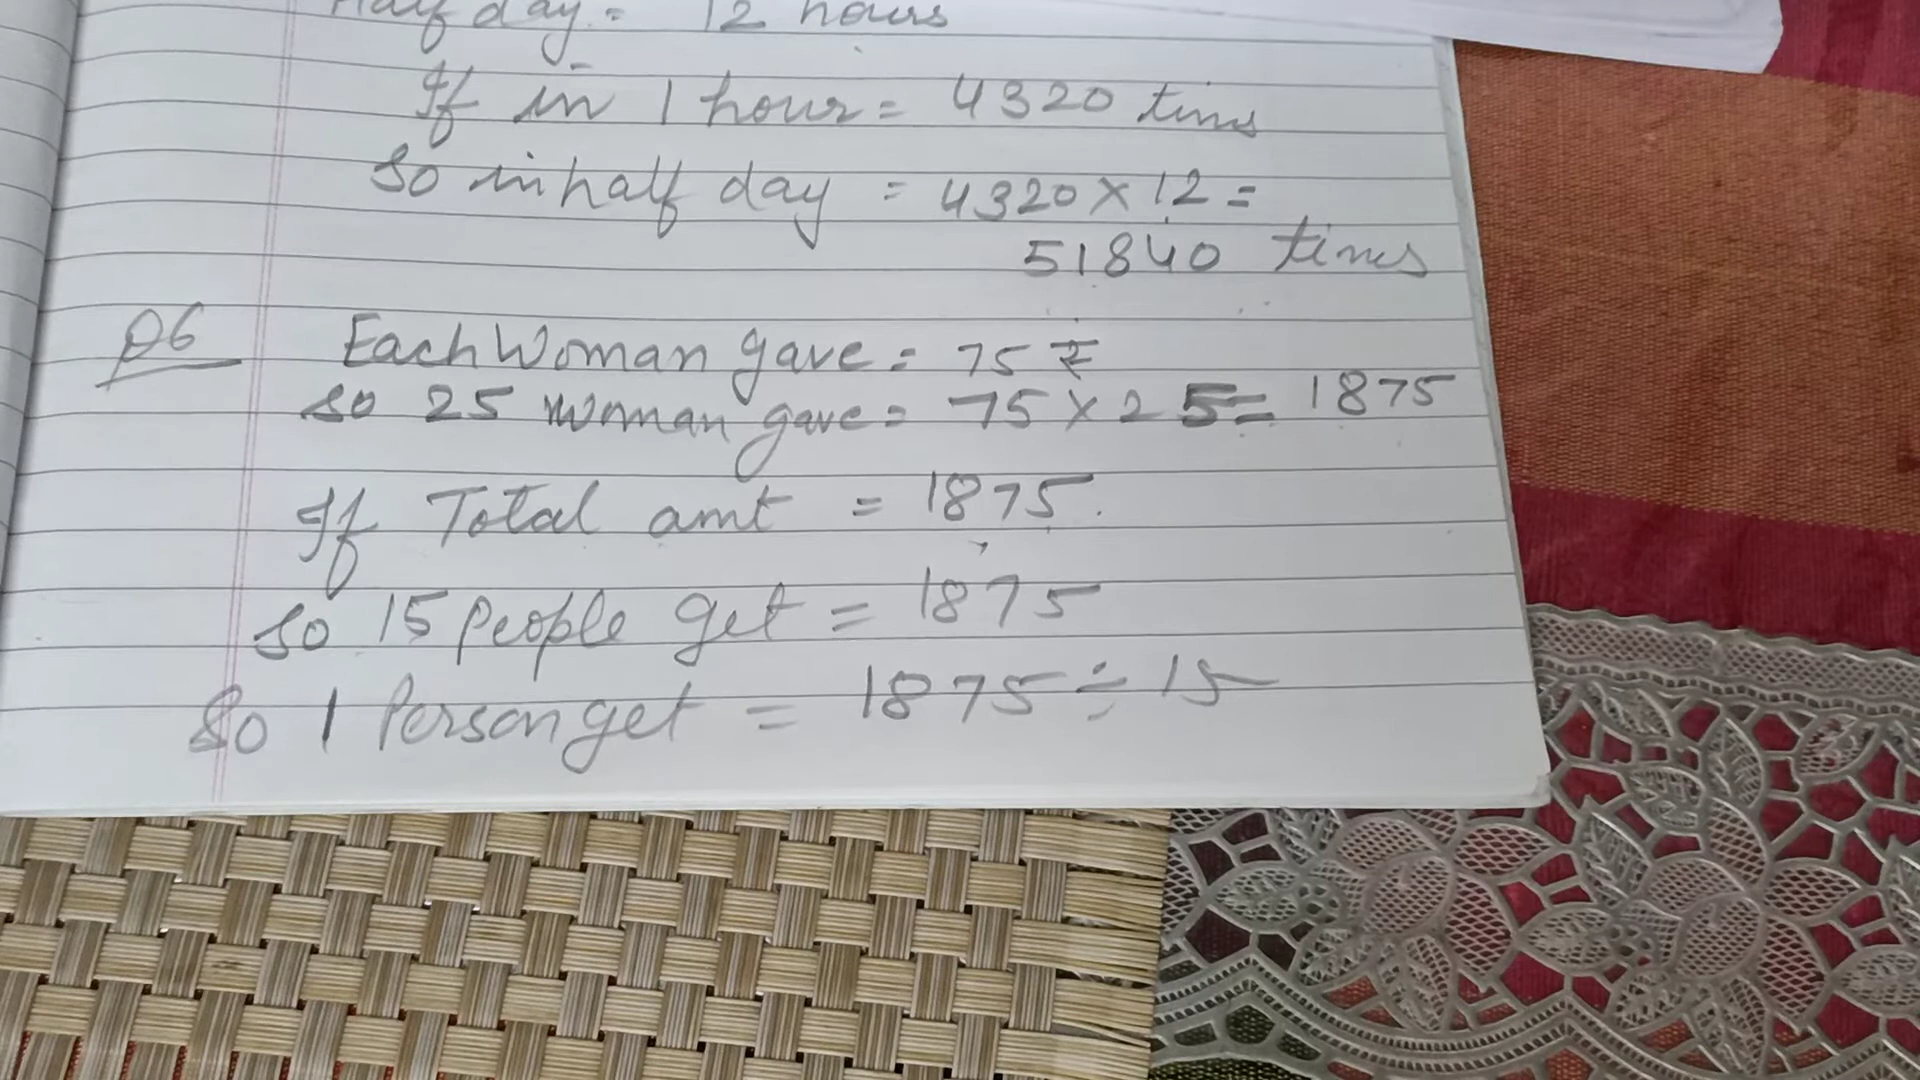 Half day = 12 hours
If in 1 hour = 4320 tims
So in half day = 4320 × 12 =
51840 times
Q6 Each Woman gave = 75 ₹
so 25 woman gave = 75 × 25 = 1875
If Total amt = 1875.
so 15 people get = 1875
So 1 Person get = 1875 ÷ 15